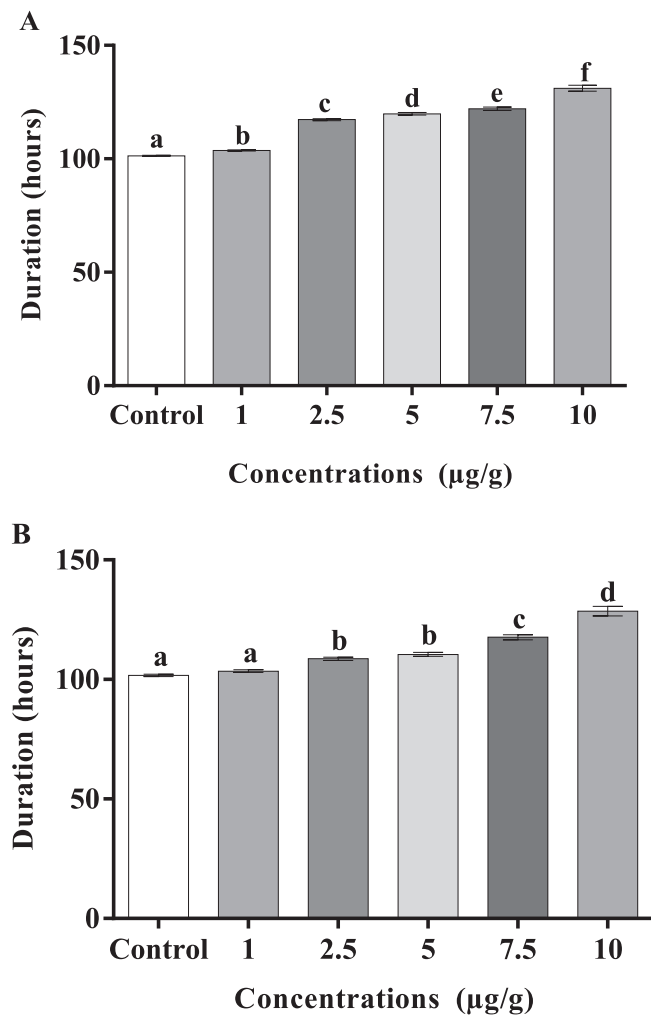 A
150
100
50
0
Duration (hours)
a b c d e f
Control 1 2.5 5 7.5 10
Concentrations (µg/g)
B
150
100
50
0
Duration (hours)
a a b b c d
Control 1 2.5 5 7.5 10
Concentrations (µg/g)